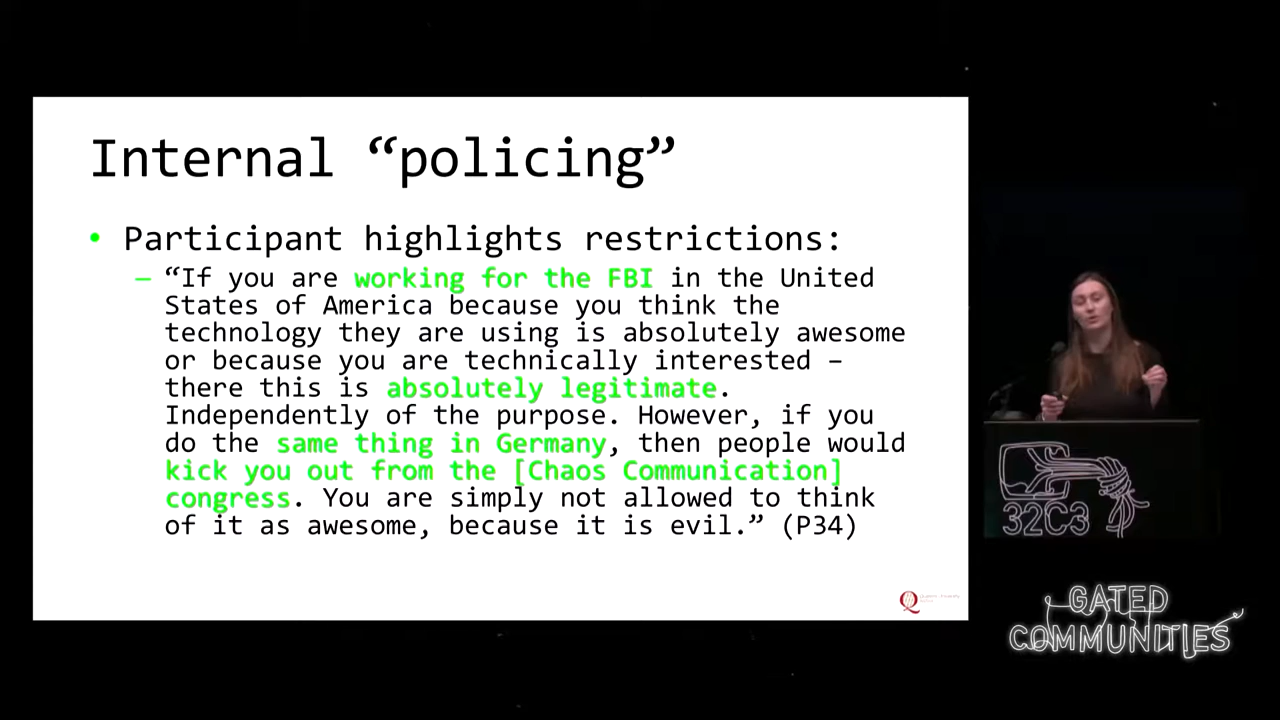 Internal “policing”
• Participant highlights restrictions:
– “If you are working for the FBI in the United
States of America because you think the
technology they are using is absolutely awesome
or because you are technically interested –
there this is absolutely legitimate.
Independently of the purpose. However, if you
do the same thing in Germany, then people would
kick you out from the [Chaos Communication]
congress. You are simply not allowed to think
of it as awesome, because it is evil.” (P34)
32C3
GATED
COMMUNITIES